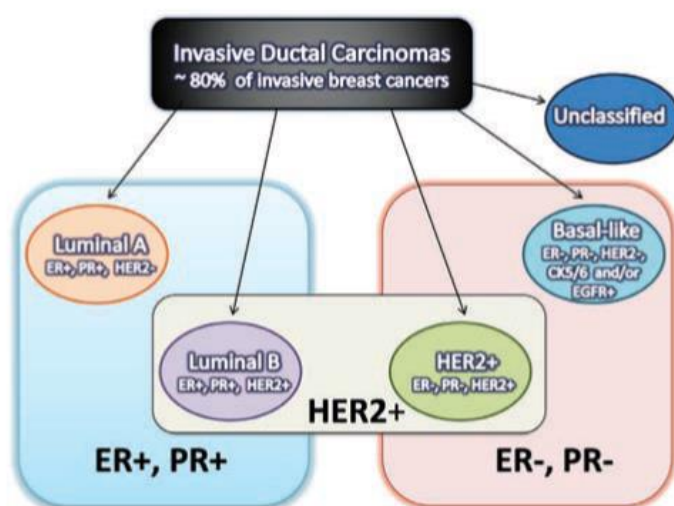 Invasive Ductal Carcinomas
~ 80% of invasive breast cancers
Unclassified
Luminal A
ER+, PR+, HER2-
Basal-like
ER-, PR-, HER2-,
CK5/6 and/or
EGFR+
Luminal B
ER+, PR+, HER2+
HER2+
ER-, PR-, HER2+
HER2+
ER+, PR+
ER-, PR-